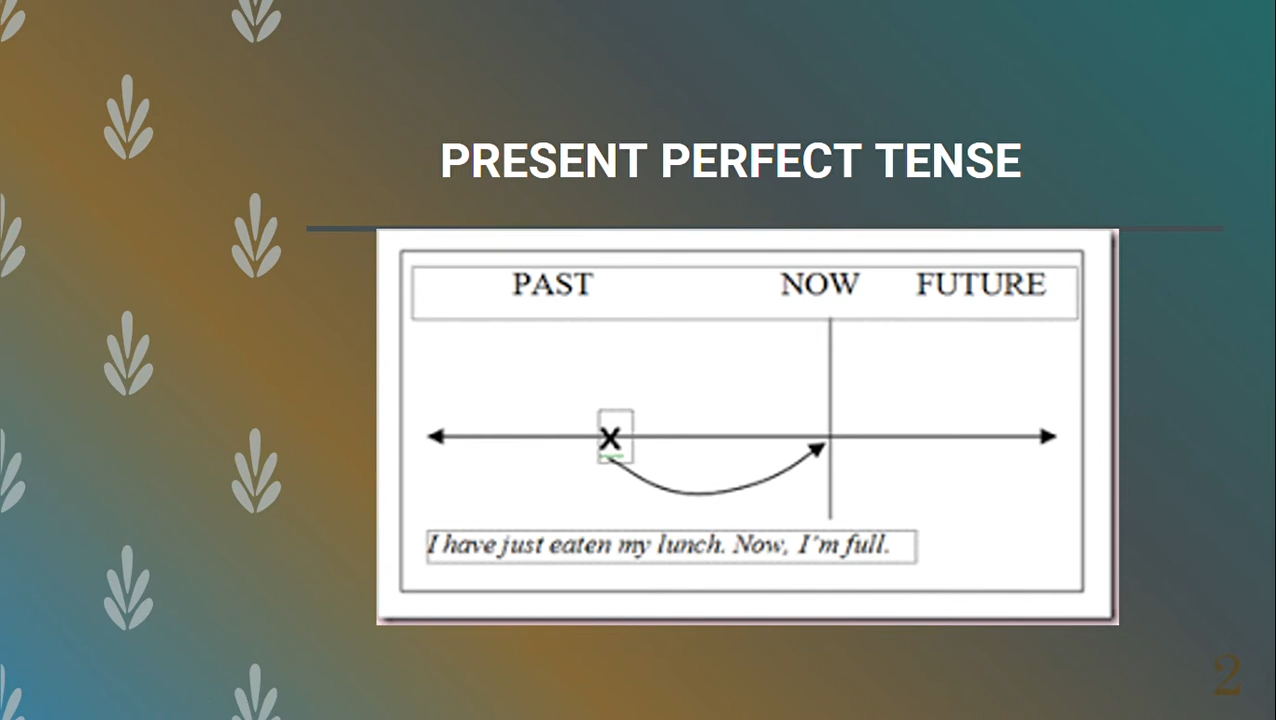 PRESENT PERFECT TENSE
PAST NOW FUTURE
X
I have just eaten my lunch. Now, I´m full.
2